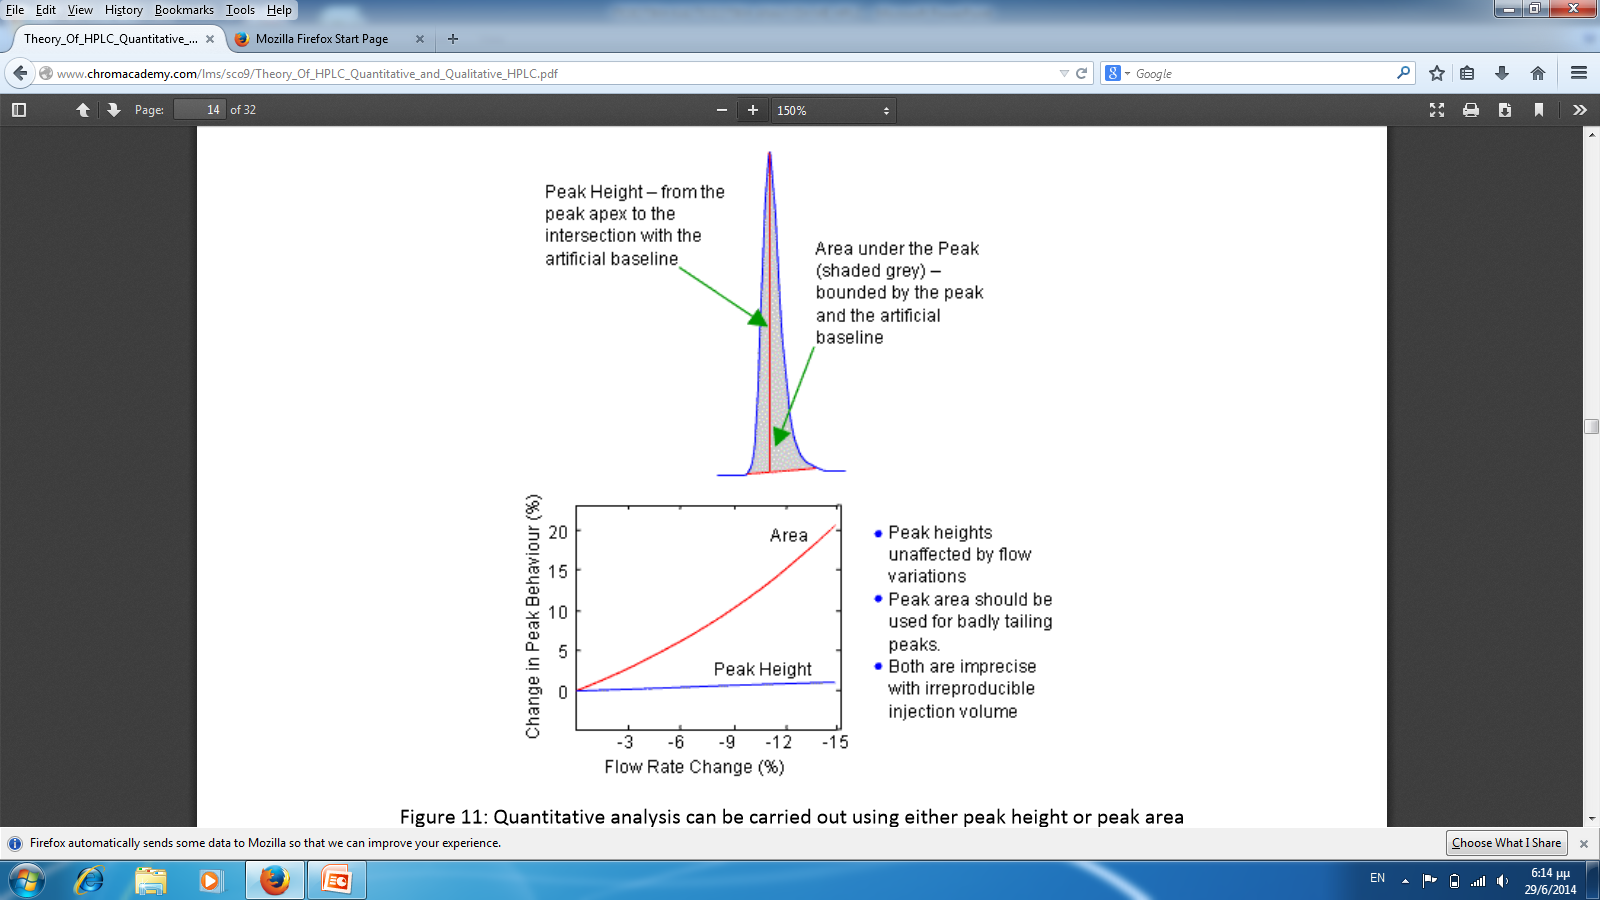 File Edit View History Bookmarks Tools Help
Theory_Of_HPLC_Quantitative_... × Mozilla Firefox Start Page ×
www.chromacademy.com/lms/sco9/Theory_Of_HPLC_Quantitative_and_Qualitative_HPLC.pdf
Google
Page: 14 of 32
150%
Peak Height – from the
peak apex to the
intersection with the
artificial baseline
Area under the Peak
(shaded grey) –
bounded by the peak
and the artificial
baseline
Change in Peak Behaviour (%)
20
15
10
5
0
Area
Peak Height
-3 -6 -9 -12 -15
Flow Rate Change (%)
• Peak heights
unaffected by flow
variations
• Peak area should be
used for badly tailing
peaks.
• Both are imprecise
with irreproducible
injection volume
Figure 11: Quantitative analysis can be carried out using either peak height or peak area
Firefox automatically sends some data to Mozilla so that we can improve your experience.
Choose What I Share
EN
6:14 μμ
29/6/2014